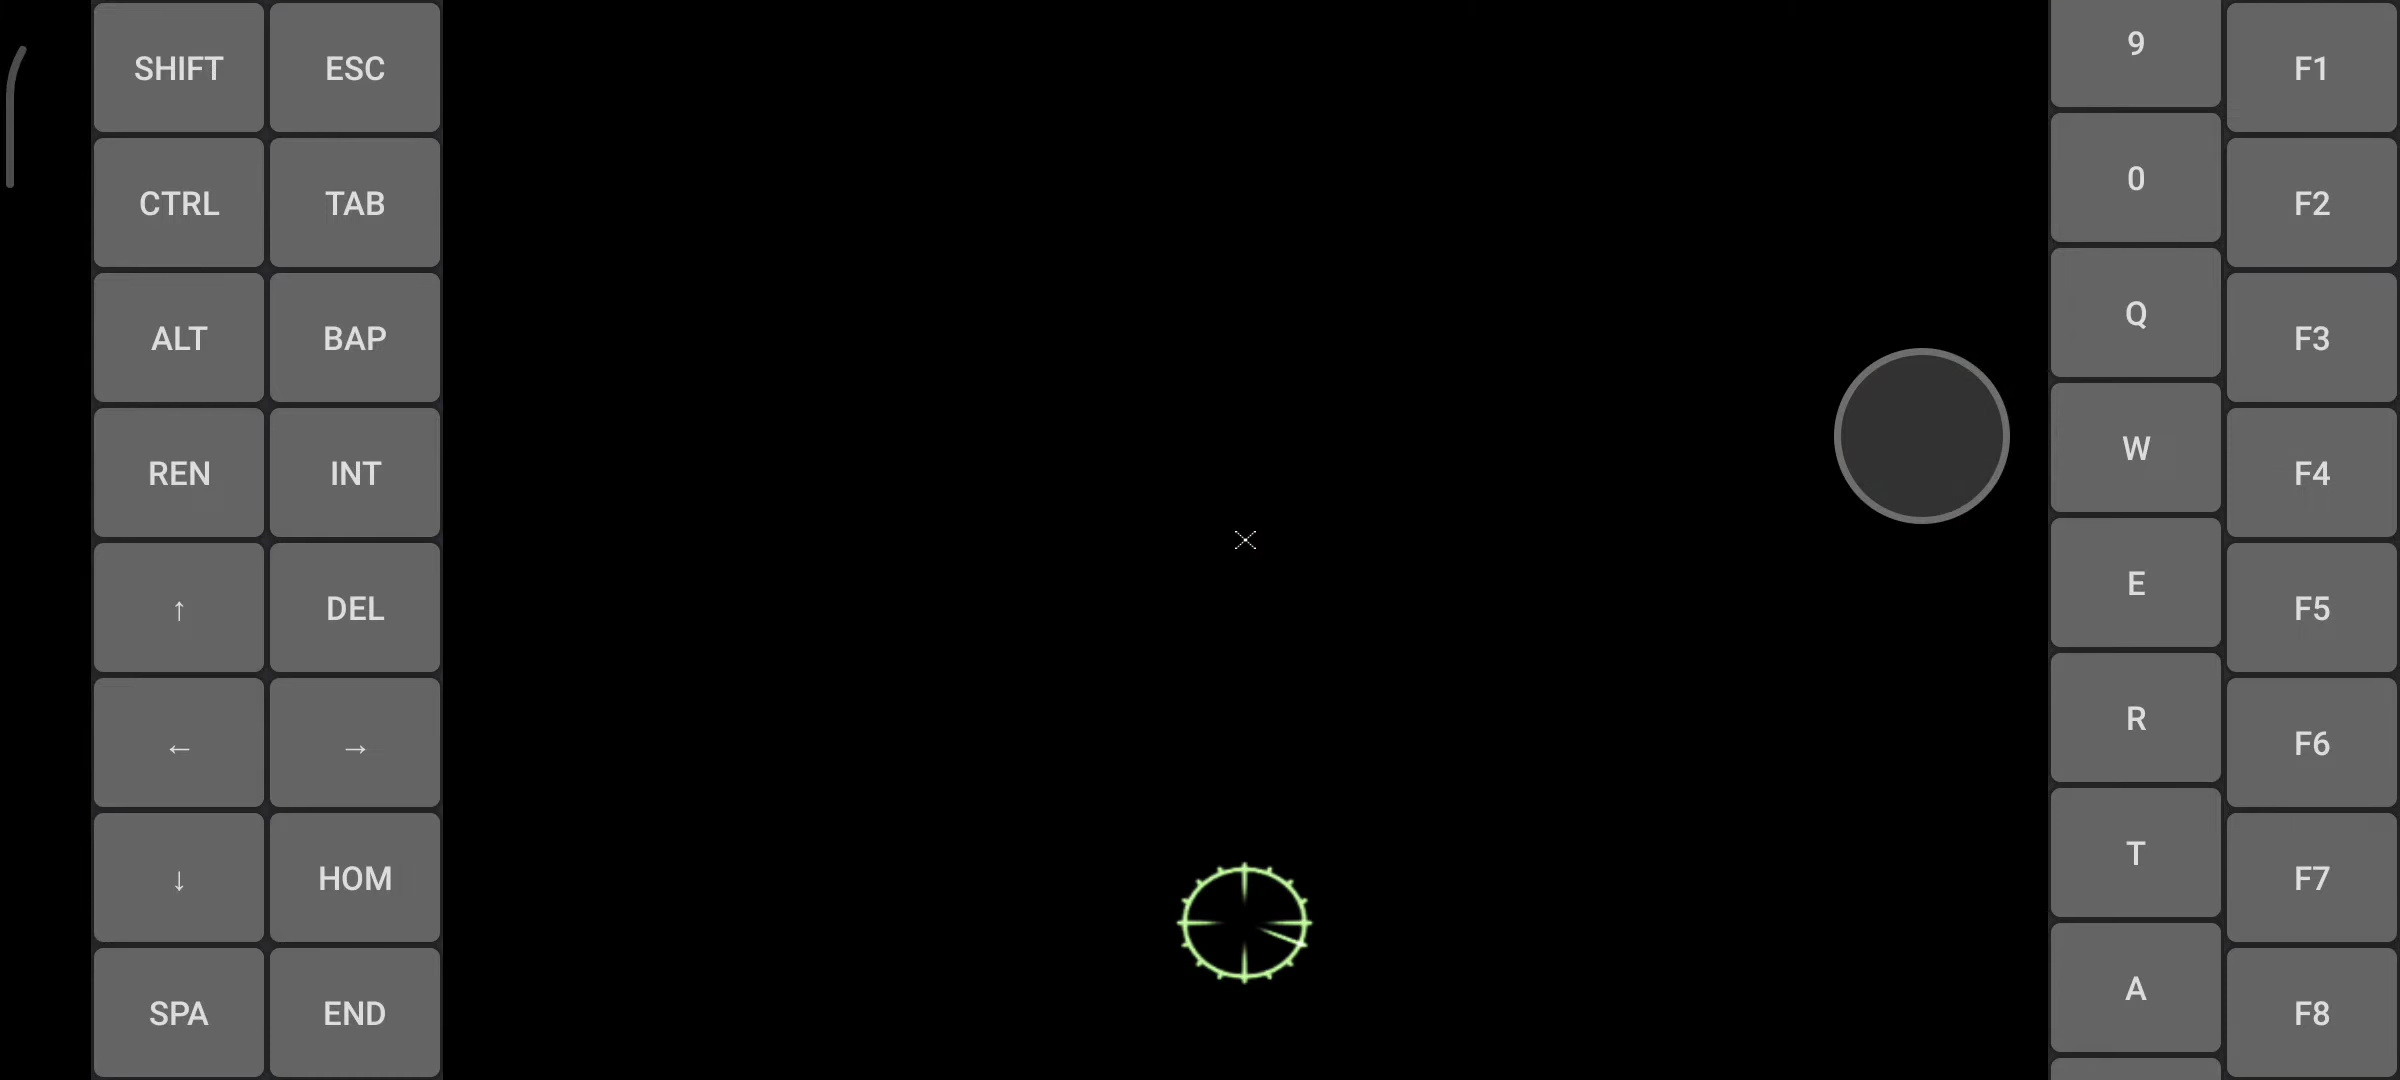 SHIFT ESC
CTRL TAB
ALT BAP
REN INT
↑ DEL
← →
↓ HOM
SPA END
9 F1
0 F2
Q F3
W F4
E F5
R F6
T F7
A F8